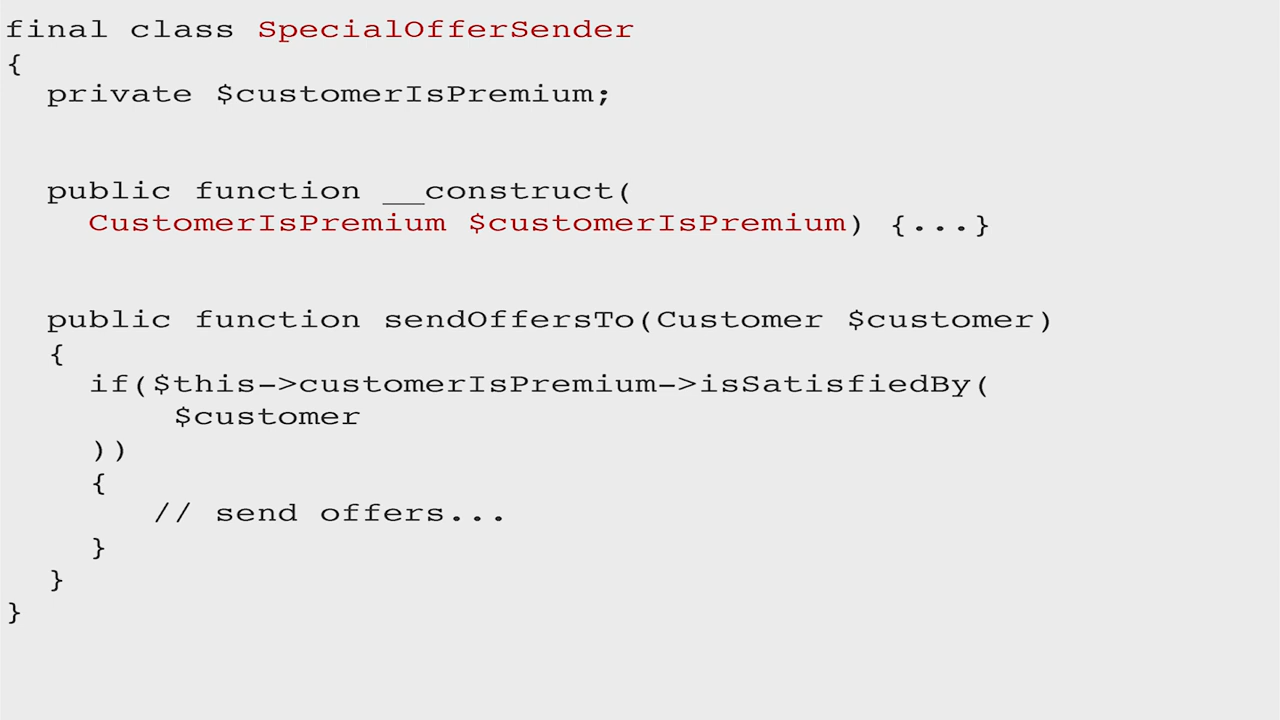 final class SpecialOfferSender
{
private $customerIsPremium;
public function __construct(
CustomerIsPremium $customerIsPremium) {...}
public function sendOffersTo(Customer $customer)
{
if($this->customerIsPremium->isSatisfiedBy(
$customer
))
{
// send offers...
}
}
}